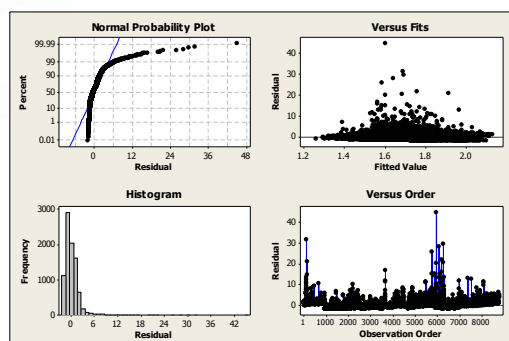 Normal Probability Plot
Percent
99.99
99
90
50
10
1
0.01
0 12 24 36 48
Residual
Versus Fits
Residual
40
30
20
10
0
1.2 1.4 1.6 1.8 2.0
Fitted Value
Histogram
Frequency
3000
2000
1000
0
0 6 12 18 24 30 36 42
Residual
Versus Order
Residual
40
30
20
10
0
1 1000 2000 3000 4000 5000 6000 7000 8000
Observation Order